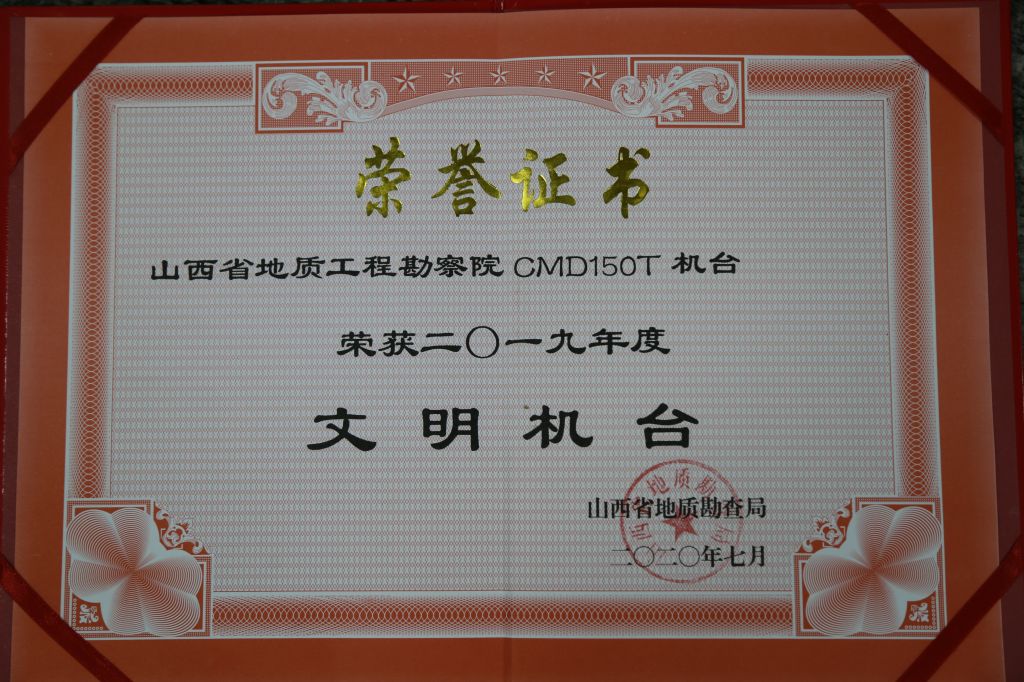 荣誉证书
山西省地质工程勘察院 CMD150T 机台
荣获二〇一九年度
文明机台
山西省地质勘查局
二〇二〇年七月